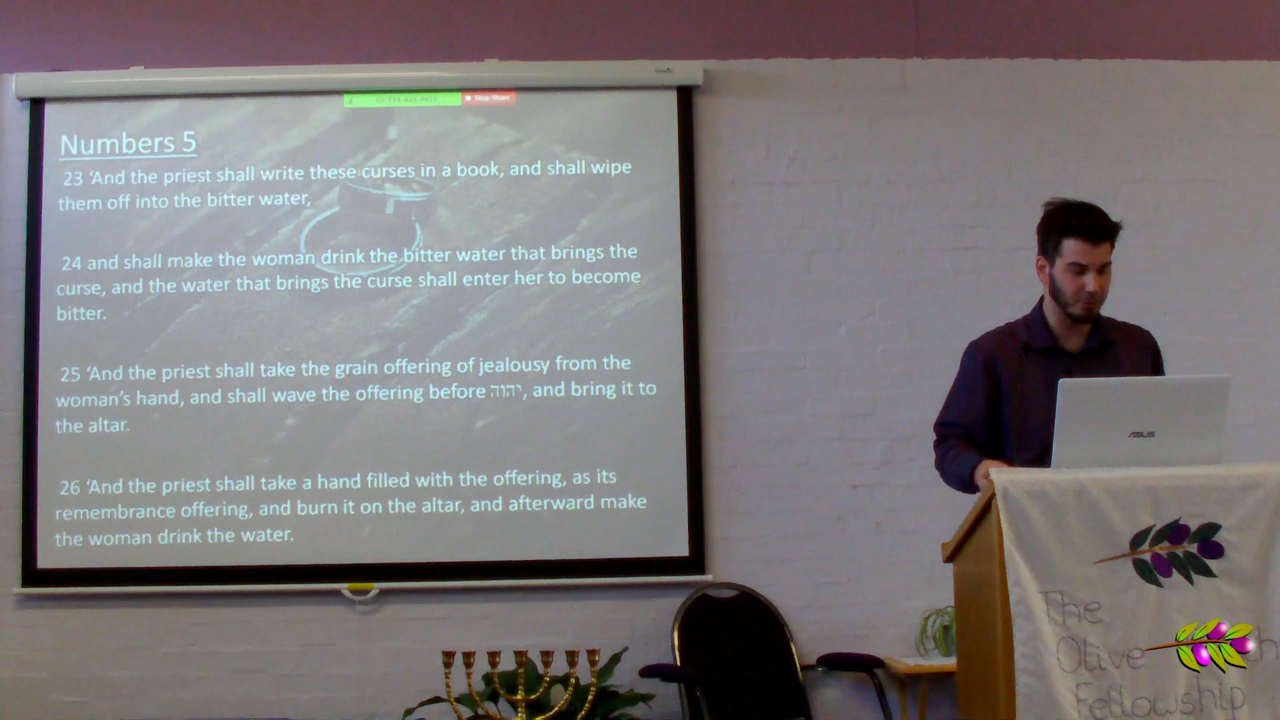 Stop Share
Numbers 5
23 ‘And the priest shall write these curses in a book, and shall wipe
them off into the bitter water,
24 and shall make the woman drink the bitter water that brings the
curse, and the water that brings the curse shall enter her to become
bitter.
25 ‘And the priest shall take the grain offering of jealousy from the
woman’s hand, and shall wave the offering before יהוה, and bring it to
the altar.
26 ‘And the priest shall take a hand filled with the offering, as its
remembrance offering, and burn it on the altar, and afterward make
the woman drink the water.
ASUS
The
Olive
Fellowship